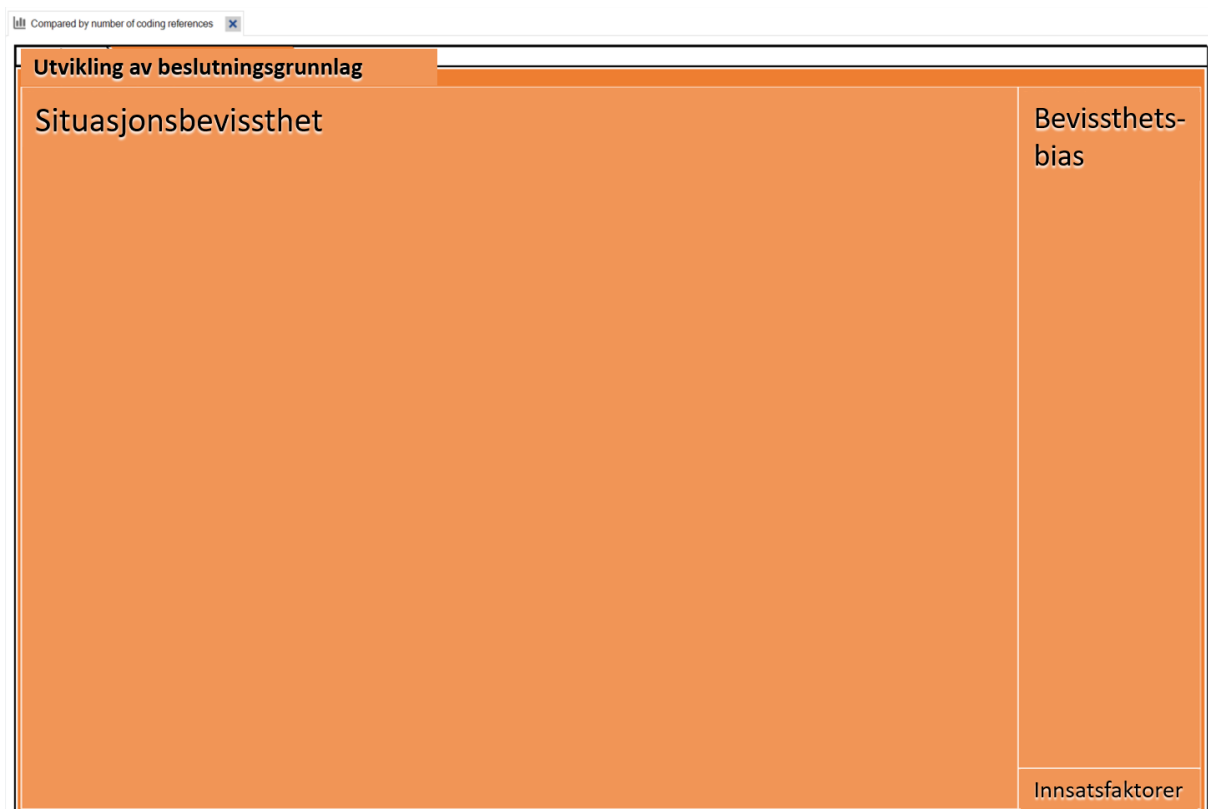 Compared by number of coding references
Utvikling av beslutningsgrunnlag
Situasjonsbevissthet
Bevissthets-
bias
Innsatsfaktorer